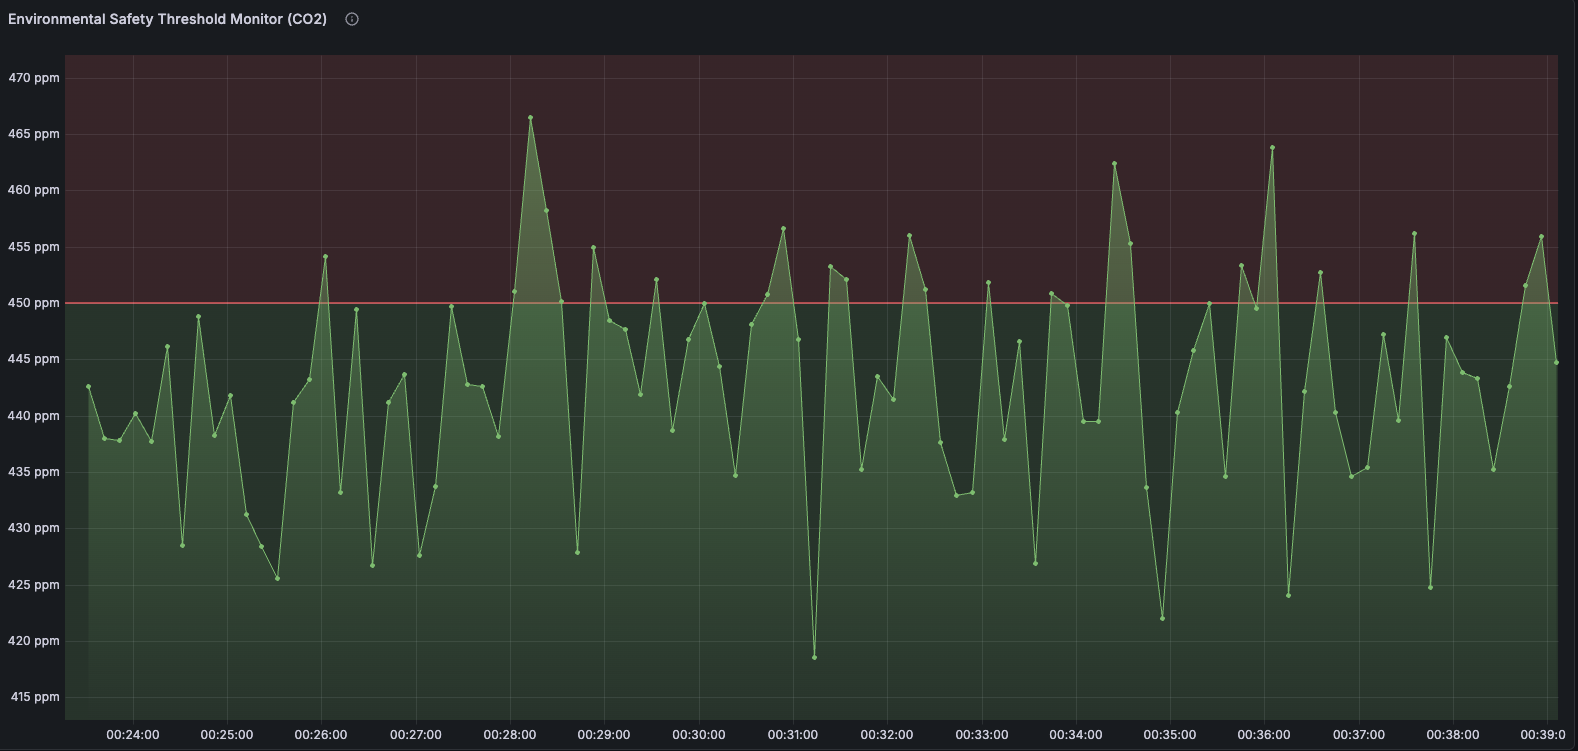 Environmental Safety Threshold Monitor (CO2)
470 ppm
465 ppm
460 ppm
455 ppm
450 ppm
445 ppm
440 ppm
435 ppm
430 ppm
425 ppm
420 ppm
415 ppm
00:24:00 00:25:00 00:26:00 00:27:00 00:28:00 00:29:00 00:30:00 00:31:00 00:32:00 00:33:00 00:34:00 00:35:00 00:36:00 00:37:00 00:38:00 00:39:0